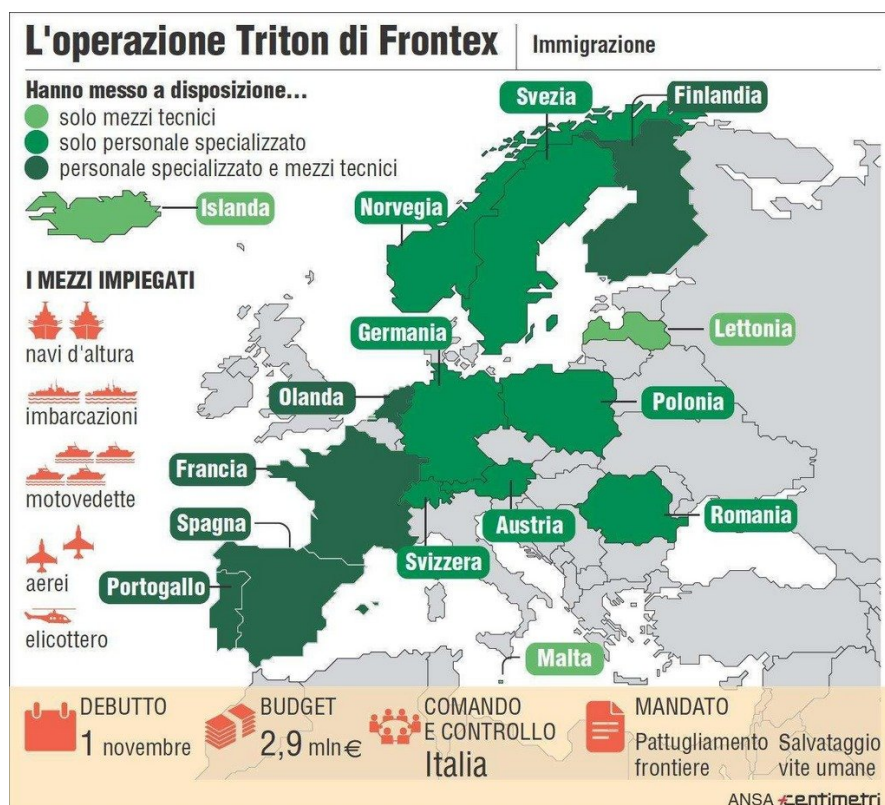 L'operazione Triton di Frontex
Immigrazione
Hanno messo a disposizione...
solo mezzi tecnici
solo personale specializzato
personale specializzato e mezzi tecnici
Svezia
Finlandia
Islanda
Norvegia
I MEZZI IMPIEGATI
navi d'altura
imbarcazioni
motovedette
aerei
elicottero
Germania
Lettonia
Olanda
Polonia
Francia
Spagna
Austria
Romania
Svizzera
Portogallo
Malta
DEBUTTO
1 novembre
BUDGET
2,9 mln€
COMANDO
E CONTROLLO
Italia
MANDATO
Pattugliamento
frontiere
Salvataggio
vite umane
ANSA centimetri